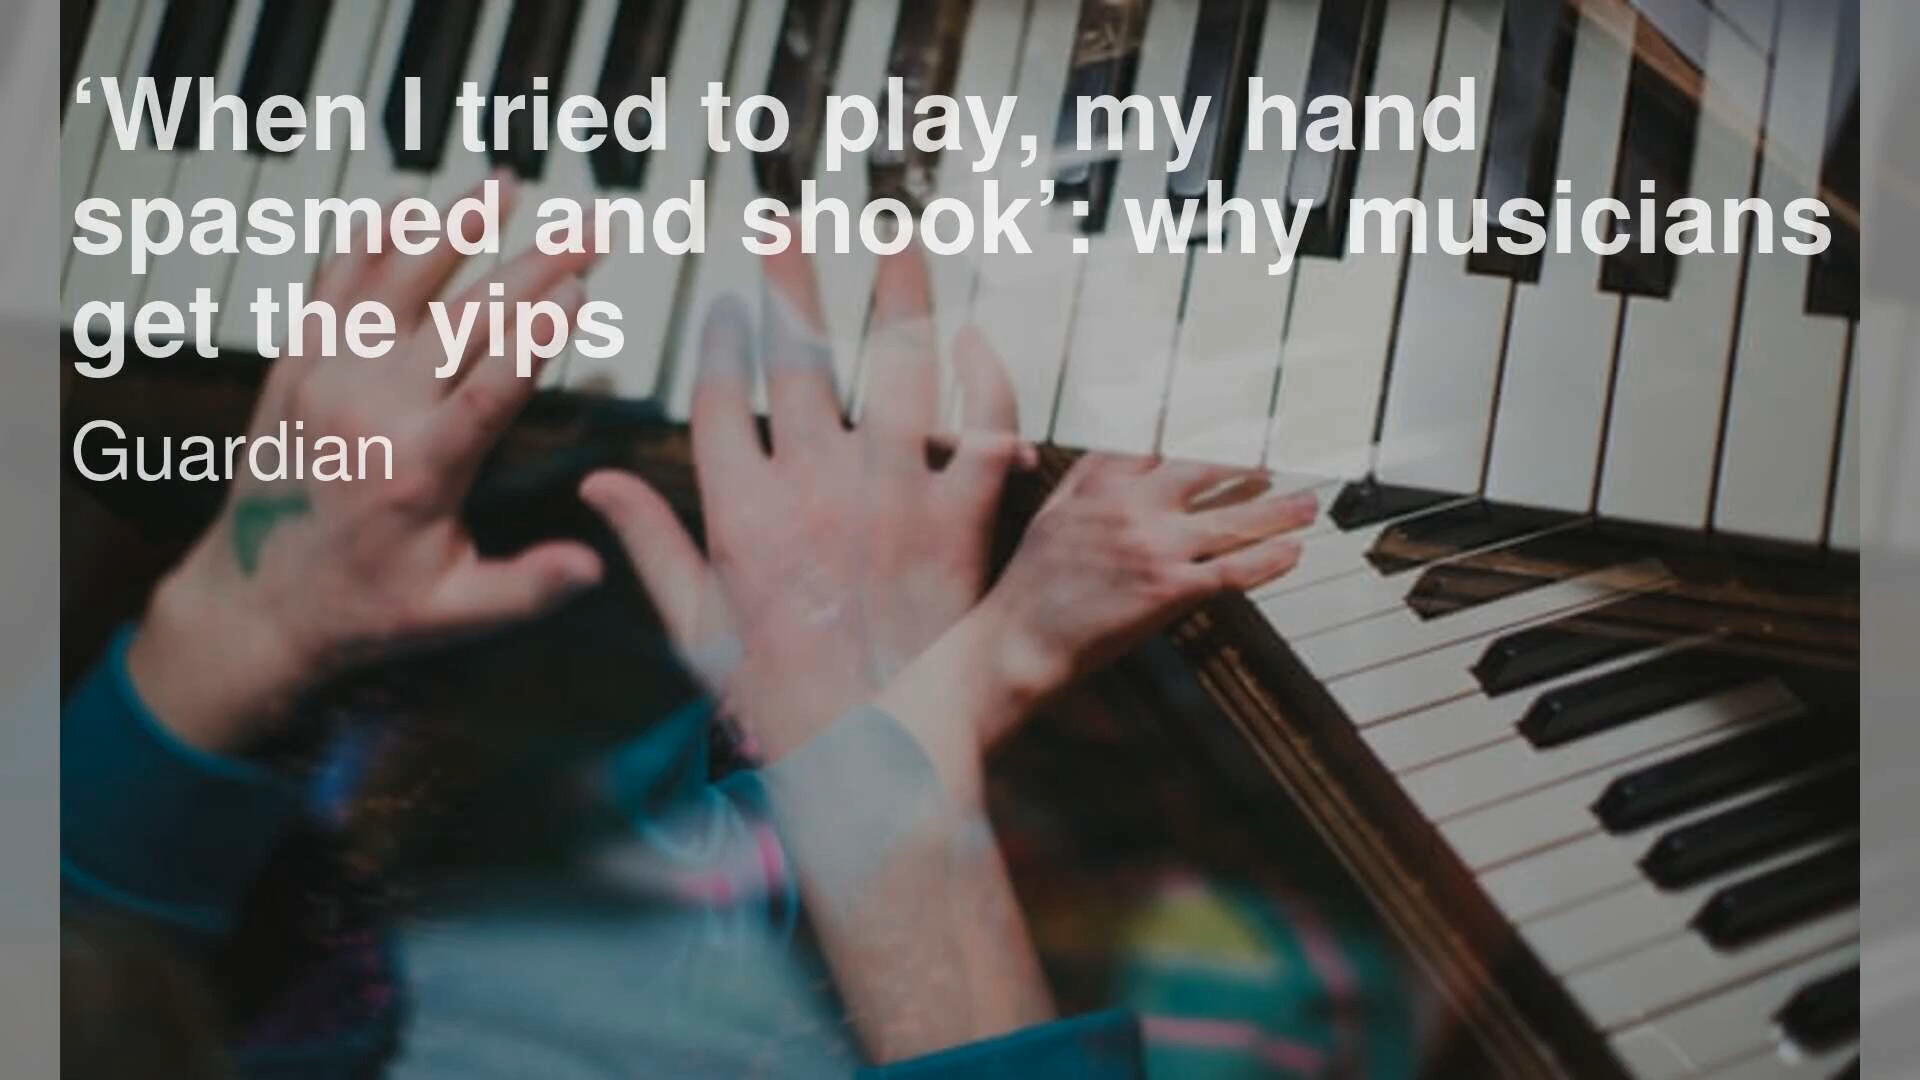 ‘When I tried to play, my hand
spasmed and shook’: why musicians
get the yips
Guardian